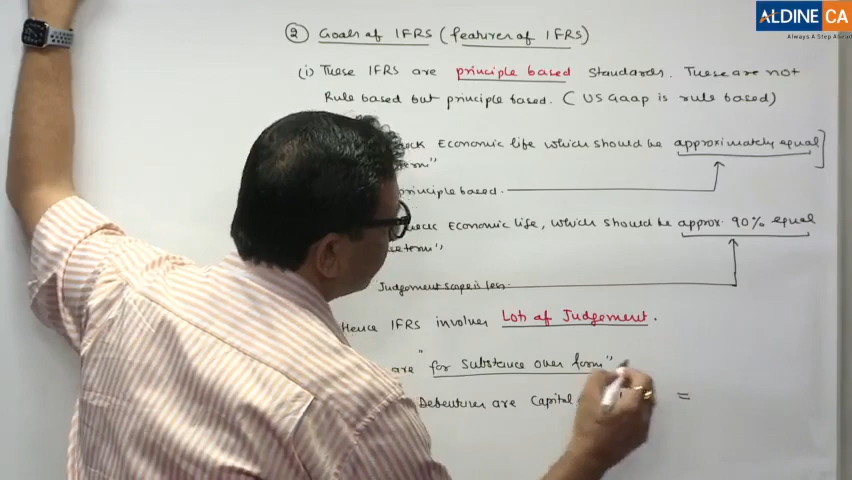 ALDINE CA
Always A Step Ahead
② Goals of IFRS (features of IFRS)
(i) These IFRS are principle based standards. These are not
Rule based but principle based. (US Gaap is rule based)
Economic life which should be approximately equal
term"
principle based.
Economic life, which should be approx. 90% equal
term"
Judgement scope is less.
Hence IFRS involves Lots of Judgement.
are "for substance over form"
Debentures are capital =